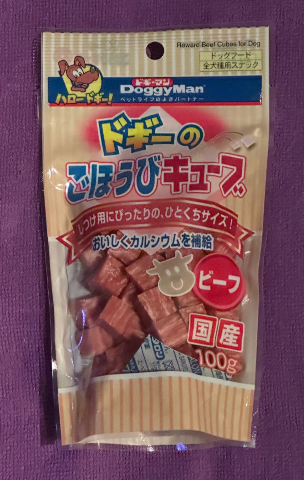 Reward Beef Cubes for Dog
ドッグフード
全犬種用スナック
ハロードギー!
ドギーマン
DoggyMan
ペットライフのよきパートナー
ドギーの
ごほうびキューブ
しつけ用にぴったりの、ひとくちサイズ!
おいしくカルシウムを補給
ビーフ
国産
100g